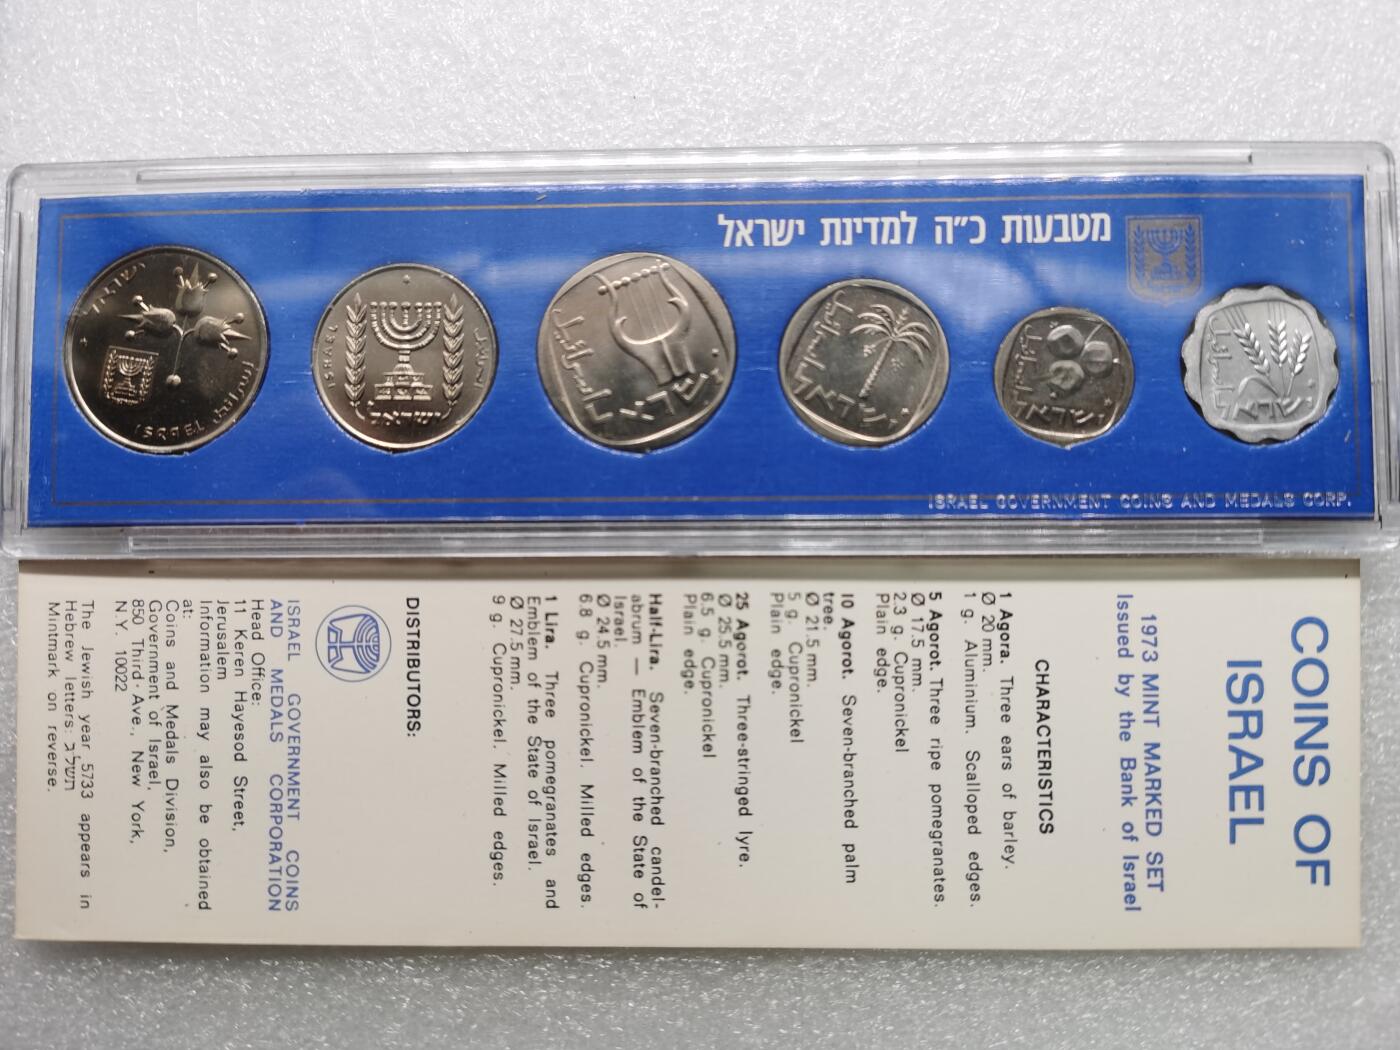 מטבעות כ״ה למדינת ישראל
ISRAEL
ישראל
ישראל
ישראל
ישראל
ISRAEL GOVERNMENT COINS AND MEDALS CORP.
COINS OF
ISRAEL
1973 MINT MARKED SET
Issued by the Bank of Israel
CHARACTERISTICS
1 Agora. Three ears of barley.
Ø 20 mm.
1 g. Aluminium. Scalloped edges.
5 Agorot. Three ripe pomegranates.
Ø 17.5 mm.
2.3 g. Cupronickel
Plain edge.
10 Agorot. Seven-branched palm
tree.
Ø 21.5 mm.
5 g. Cupronickel
Plain edge.
25 Agorot. Three-stringed lyre.
Ø 25.5 mm.
6.5 g. Cupronickel
Plain edge.
Half-Lira. Seven-branched candel-
abrum — Emblem of the State of
Israel.
Ø 24.5 mm.
6.8 g. Cupronickel. Milled edges.
1 Lira. Three pomegranates and
Emblem of the State of Israel.
Ø 27.5 mm.
9 g. Cupronickel. Milled edges.
DISTRIBUTORS:
ISRAEL GOVERNMENT COINS
AND MEDALS CORPORATION
Head Office:
11 Keren Hayesod Street,
Jerusalem
Information may also be obtained
at:
Coins and Medals Division,
Government of Israel,
850 Third Ave., New York,
N.Y. 10022
The Jewish year 5733 appears in
Hebrew letters: תשל״ג
Mintmark on reverse.